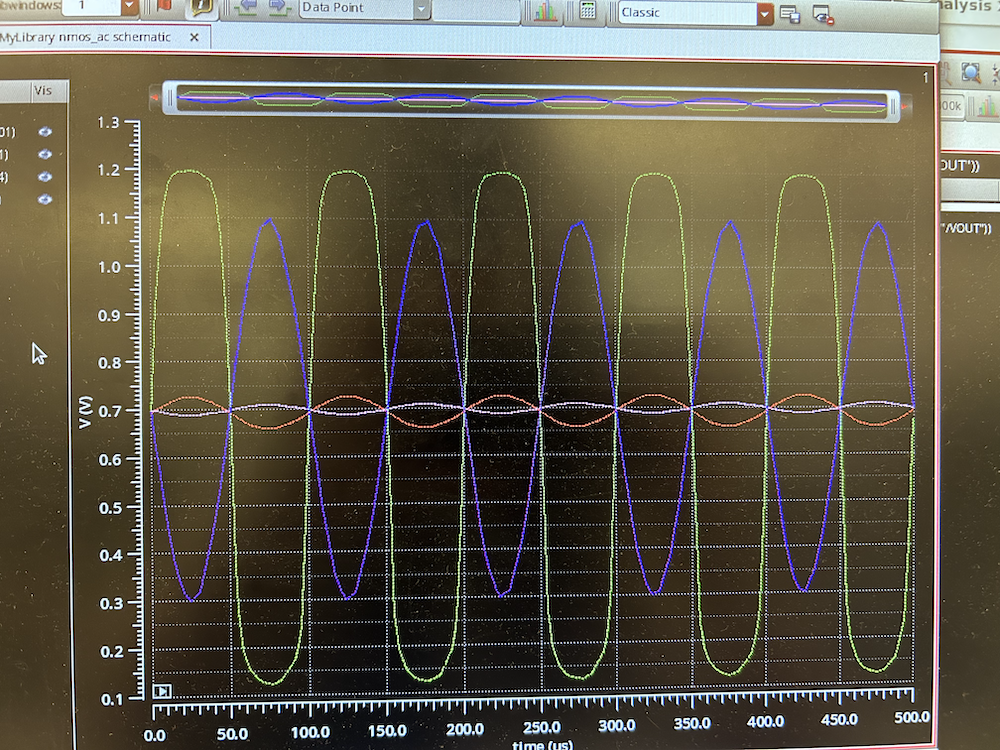 windows: 1
Data Point
Classic
alysis
MyLibrary nmos_ac schematic
1
Vis
00k
01)
1)
4)
OUT"))
"/VOUT"))
1.3
1.2
1.1
1.0
0.9
0.8
0.7
0.6
0.5
0.4
0.3
0.2
0.1
V (V)
0.0 50.0 100.0 150.0 200.0 250.0 300.0 350.0 400.0 450.0 500.0
time (us)